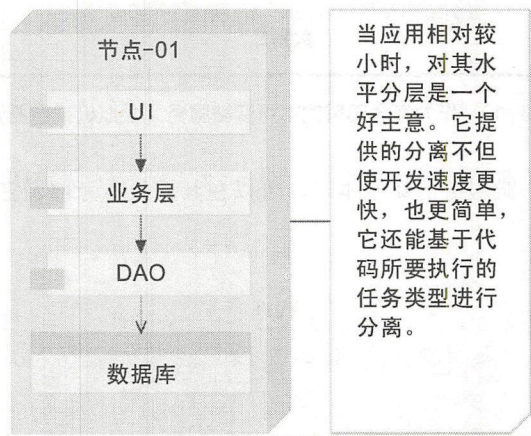 节点-01
UI
业务层
DAO
数据库
当应用相对较
小时，对其水
平分层是一个
好主意。它提
供的分离不但
使开发速度更
快，也更简单，
它还能基于代
码所要执行的
任务类型进行
分离。